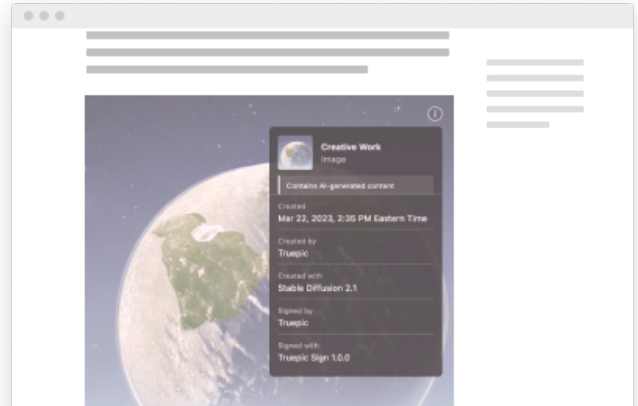 Creative Work
Image
Contains AI-generated content
Created
Mar 22, 2023, 2:35 PM Eastern Time
Created by
Truepic
Created with
Stable Diffusion 2.1
Signed by
Truepic
Signed with
Truepic Sign 1.0.0